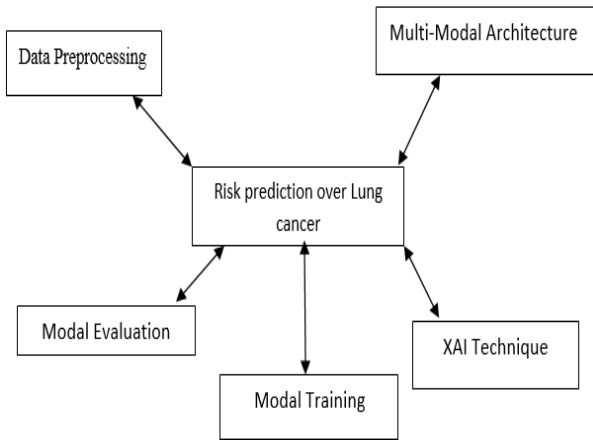 Multi-Modal Architecture
Data Preprocessing
Risk prediction over Lung
cancer
Modal Evaluation
XAI Technique
Modal Training